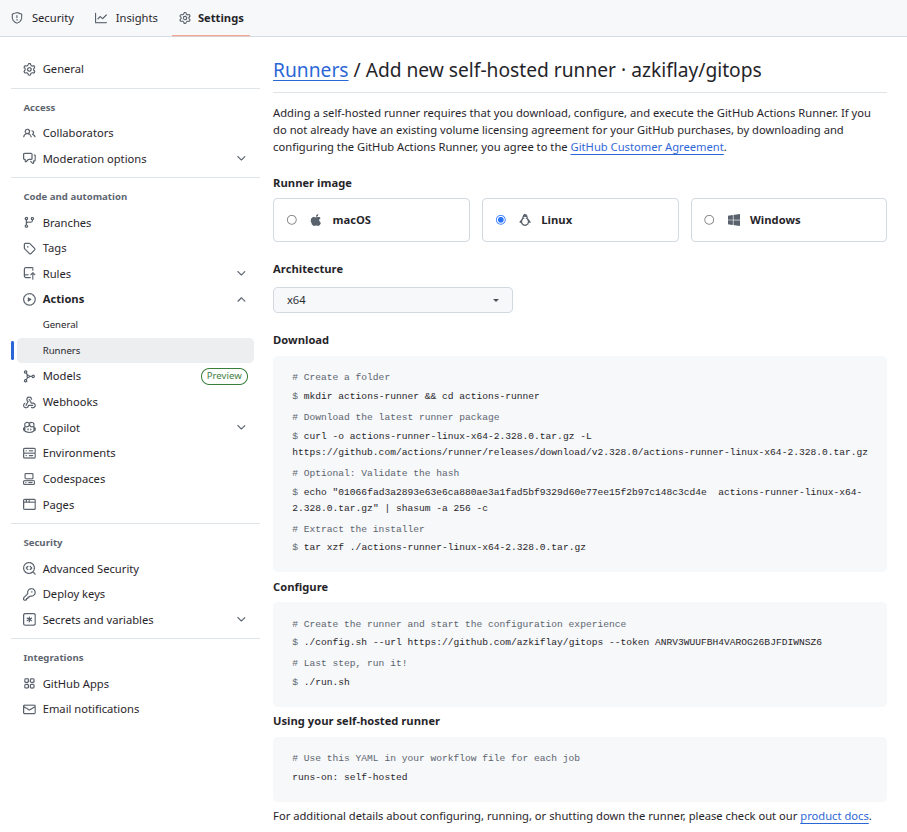 Security
Insights
Settings
General
Access
Collaborators
Moderation options
Code and automation
Branches
Tags
Rules
Actions
General
Runners
Models
Preview
Webhooks
Copilot
Environments
Codespaces
Pages
Security
Advanced Security
Deploy keys
Secrets and variables
Integrations
GitHub Apps
Email notifications
Runners / Add new self-hosted runner · azkiflay/gitops
Adding a self-hosted runner requires that you download, configure, and execute the GitHub Actions Runner. If you
do not already have an existing volume licensing agreement for your GitHub purchases, by downloading and
configuring the GitHub Actions Runner, you agree to the GitHub Customer Agreement.
Runner image
macOS
Linux
Windows
Architecture
x64
Download
# Create a folder
$ mkdir actions-runner && cd actions-runner
# Download the latest runner package
$ curl -o actions-runner-linux-x64-2.328.0.tar.gz -L
https://github.com/actions/runner/releases/download/v2.328.0/actions-runner-linux-x64-2.328.0.tar.gz
# Optional: Validate the hash
$ echo "01066fad3a2893e63e6ca880ae3a1fad5bf9329d60e77ee15f2b97c148c3cd4e  actions-runner-linux-x64-
2.328.0.tar.gz" | shasum -a 256 -c
# Extract the installer
$ tar xzf ./actions-runner-linux-x64-2.328.0.tar.gz
Configure
# Create the runner and start the configuration experience
$ ./config.sh --url https://github.com/azkiflay/gitops --token ANRV3WUUFBH4VAROG26BJFDIWNSZ6
# Last step, run it!
$ ./run.sh
Using your self-hosted runner
# Use this YAML in your workflow file for each job
runs-on: self-hosted
For additional details about configuring, running, or shutting down the runner, please check out our product docs.